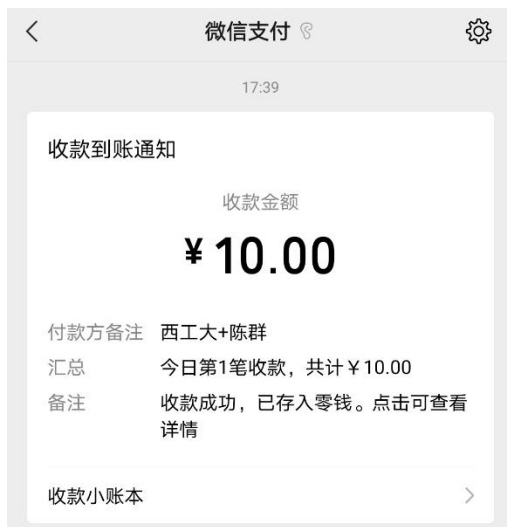 微信支付
17:39
收款到账通知
收款金额
¥10.00
付款方备注 西工大+陈群
汇总 今日第1笔收款，共计￥10.00
备注 收款成功，已存入零钱。点击可查看
详情
收款小账本